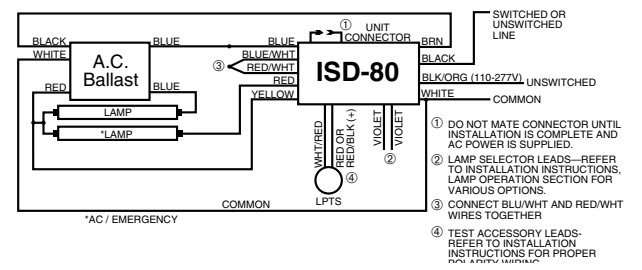 ① UNIT CONNECTOR
SWITCHED OR
UNSWITCHED
LINE
BLACK
BLUE
BLUE
BRN
WHITE
BLUE/WHT
BLACK
A.C.
Ballast
③
RED/WHT
ISD-80
BLK/ORG (110-277V)
UNSWITCHED
RED
BLUE
RED
YELLOW
WHITE
COMMON
LAMP
*LAMP
WHT/RED
RED OR
RED/BLK (+)
VIOLET
VIOLET
②
④
LPTS
COMMON
*AC / EMERGENCY
① DO NOT MATE CONNECTOR UNTIL
INSTALLATION IS COMPLETE AND
AC POWER IS SUPPLIED.
② LAMP SELECTOR LEADS—REFER
TO INSTALLATION INSTRUCTIONS,
LAMP OPERATION SECTION FOR
VARIOUS OPTIONS.
③ CONNECT BLU/WHT AND RED/WHT
WIRES TOGETHER
④ TEST ACCESSORY LEADS-
REFER TO INSTALLATION
INSTRUCTIONS FOR PROPER
POLARITY WIRING